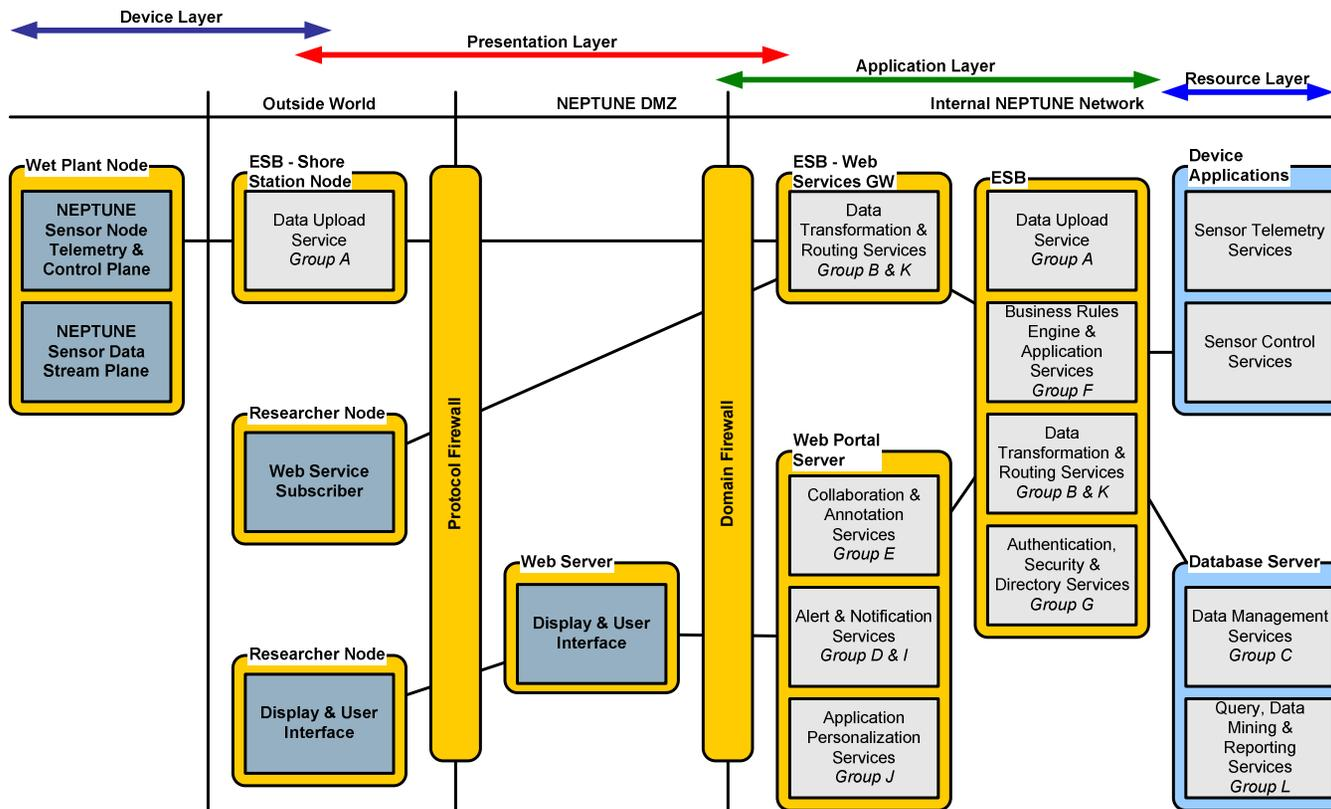 Device Layer
Presentation Layer
Application Layer
Resource Layer
Outside World
NEPTUNE DMZ
Internal NEPTUNE Network
Wet Plant Node
NEPTUNE
Sensor Node
Telemetry &
Control Plane
NEPTUNE
Sensor Data
Stream Plane
ESB - Shore
Station Node
Data Upload
Service
Group A
Researcher Node
Web Service
Subscriber
Researcher Node
Display & User
Interface
Protocol Firewall
Web Server
Display & User
Interface
Domain Firewall
ESB - Web
Services GW
Data
Transformation &
Routing Services
Group B & K
Web Portal
Server
Collaboration &
Annotation
Services
Group E
Alert & Notification
Services
Group D & I
Application
Personalization
Services
Group J
ESB
Data Upload
Service
Group A
Business Rules
Engine &
Application
Services
Group F
Data
Transformation &
Routing Services
Group B & K
Authentication,
Security &
Directory Services
Group G
Device
Applications
Sensor Telemetry
Services
Sensor Control
Services
Database Server
Data Management
Services
Group C
Query, Data
Mining &
Reporting
Services
Group L